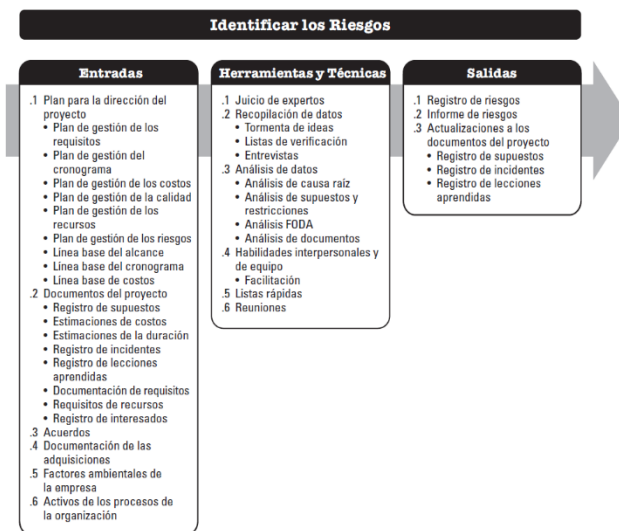 Identificar los Riesgos
Entradas
.1 Plan para la dirección del
proyecto
• Plan de gestión de los
requisitos
• Plan de gestión del
cronograma
• Plan de gestión de los costos
• Plan de gestión de la calidad
• Plan de gestión de los
recursos
• Plan de gestión de los riesgos
• Línea base del alcance
• Línea base del cronograma
• Línea base de costos
.2 Documentos del proyecto
• Registro de supuestos
• Estimaciones de costos
• Estimaciones de la duración
• Registro de incidentes
• Registro de lecciones
aprendidas
• Documentación de requisitos
• Requisitos de recursos
• Registro de interesados
.3 Acuerdos
.4 Documentación de las
adquisiciones
.5 Factores ambientales de
la empresa
.6 Activos de los procesos de
la organización
Herramientas y Técnicas
.1 Juicio de expertos
.2 Recopilación de datos
• Tormenta de ideas
• Listas de verificación
• Entrevistas
.3 Análisis de datos
• Análisis de causa raíz
• Análisis de supuestos y
restricciones
• Análisis FODA
• Análisis de documentos
.4 Habilidades interpersonales y
de equipo
• Facilitación
.5 Listas rápidas
.6 Reuniones
Salidas
.1 Registro de riesgos
.2 Informe de riesgos
.3 Actualizaciones a los
documentos del proyecto
• Registro de supuestos
• Registro de incidentes
• Registro de lecciones
aprendidas